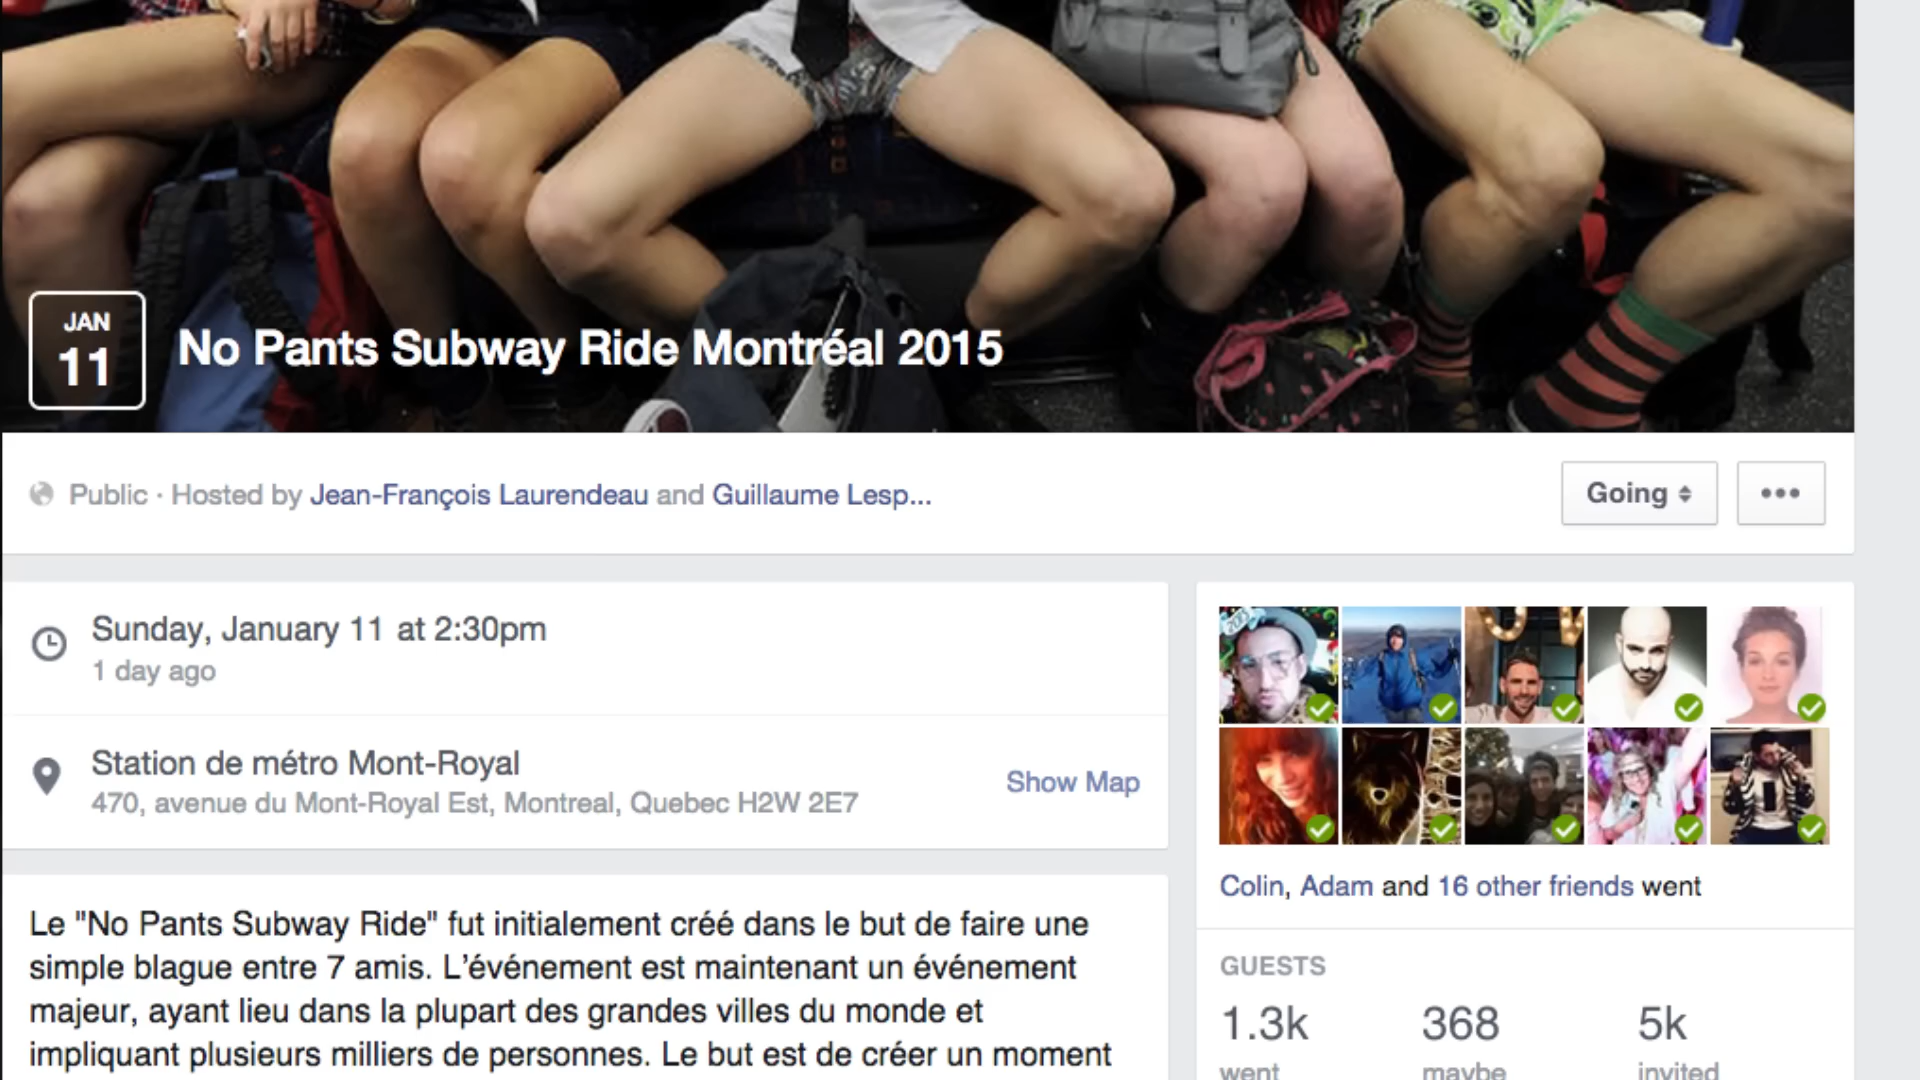 JAN
11
No Pants Subway Ride Montréal 2015
Public · Hosted by Jean-François Laurendeau and Guillaume Lesp...
Going
Sunday, January 11 at 2:30pm
1 day ago
Station de métro Mont-Royal
470, avenue du Mont-Royal Est, Montreal, Quebec H2W 2E7
Show Map
Le "No Pants Subway Ride" fut initialement créé dans le but de faire une
simple blague entre 7 amis. L'événement est maintenant un événement
majeur, ayant lieu dans la plupart des grandes villes du monde et
impliquant plusieurs milliers de personnes. Le but est de créer un moment
Colin, Adam and 16 other friends went
GUESTS
1.3k 368 5k
went maybe invited